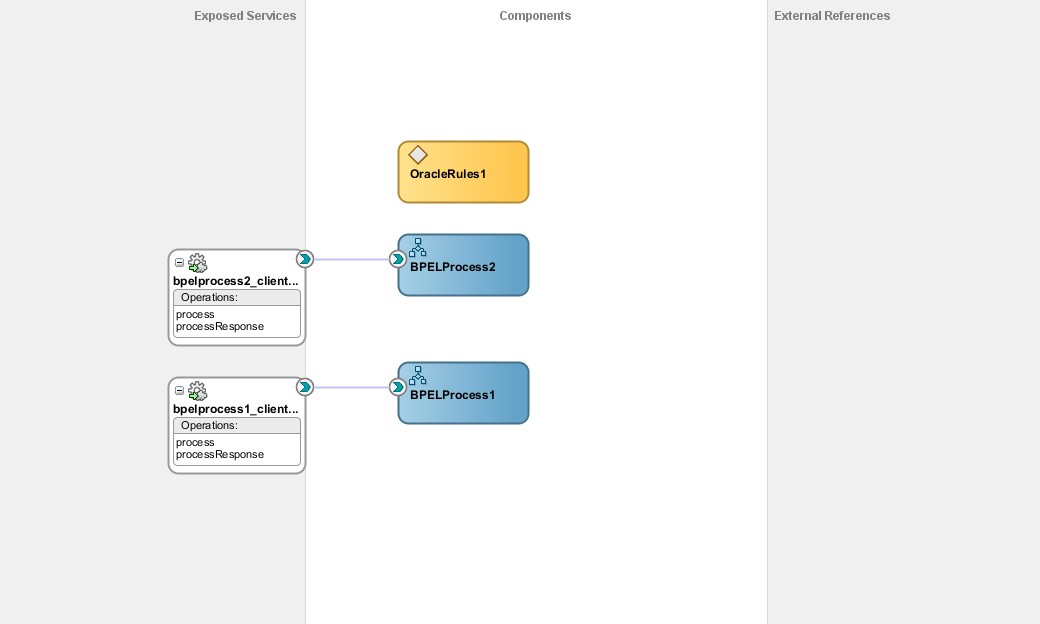 Exposed Services
Components
External References
OracleRules1
BPELProcess2
bpelprocess2_client...
Operations:
process
processResponse
BPELProcess1
bpelprocess1_client...
Operations:
process
processResponse